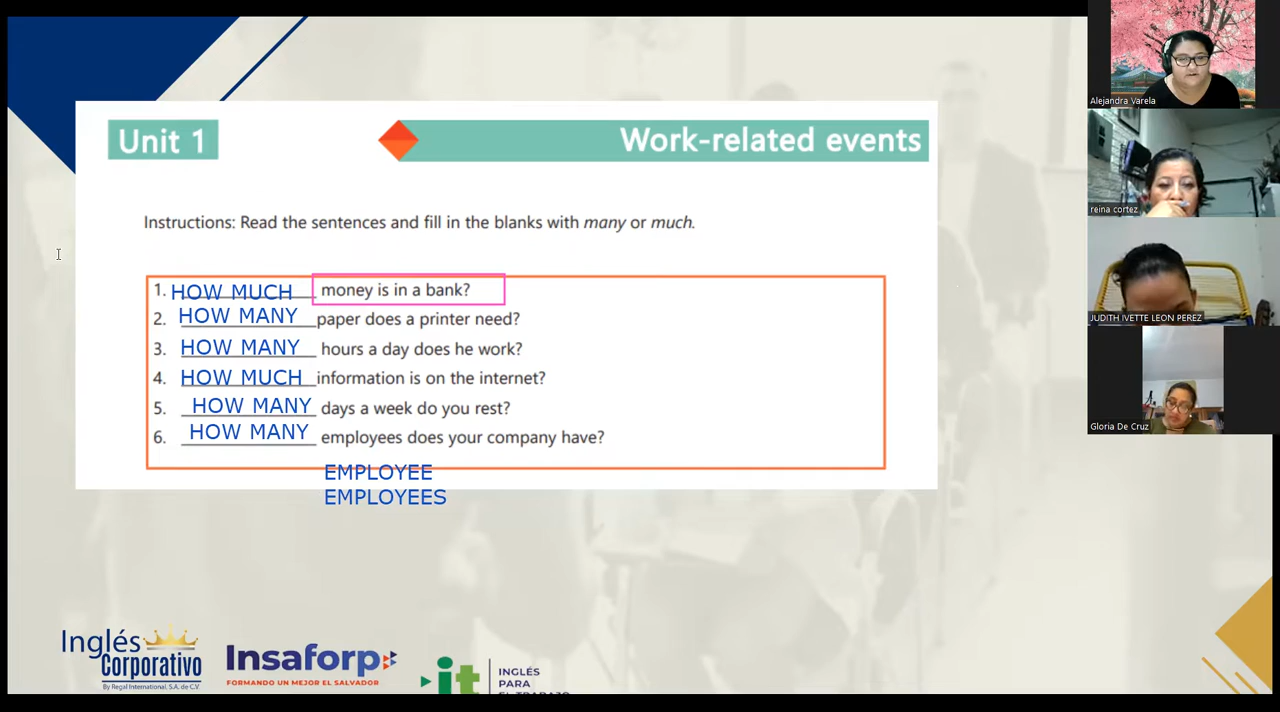 Unit 1
Work-related events
Instructions: Read the sentences and fill in the blanks with many or much.
1. HOW MUCH money is in a bank?
2. HOW MANY paper does a printer need?
3. HOW MANY hours a day does he work?
4. HOW MUCH information is on the internet?
5. HOW MANY days a week do you rest?
6. HOW MANY employees does your company have?
EMPLOYEE
EMPLOYEES
Inglés
Corporativo
By Regal International, S.A. de C.V
Insaforp
FORMANDO UN MEJOR EL SALVADOR
it
INGLÉS
PARA
EL TRABAJO
Alejandra Varela
reina cortez
JUDITH IVETTE LEON PEREZ
Gloria De Cruz